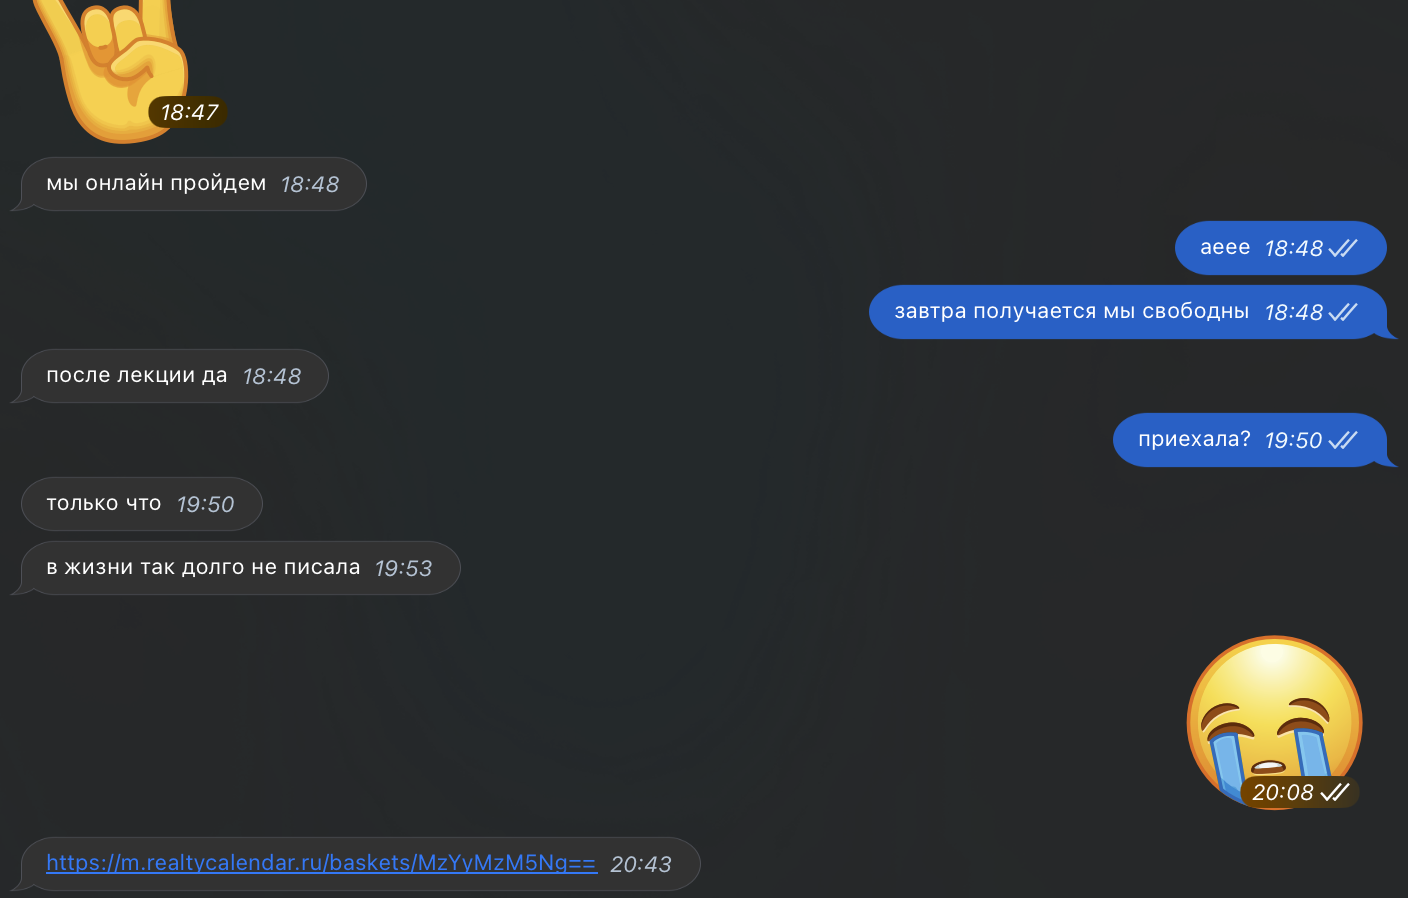 18:47
мы онлайн пройдем 18:48
аеее 18:48
завтра получается мы свободны 18:48
после лекции да 18:48
приехала? 19:50
только что 19:50
в жизни так долго не писала 19:53
20:08
https://m.realtycalendar.ru/baskets/MzYyMzM5Ng== 20:43